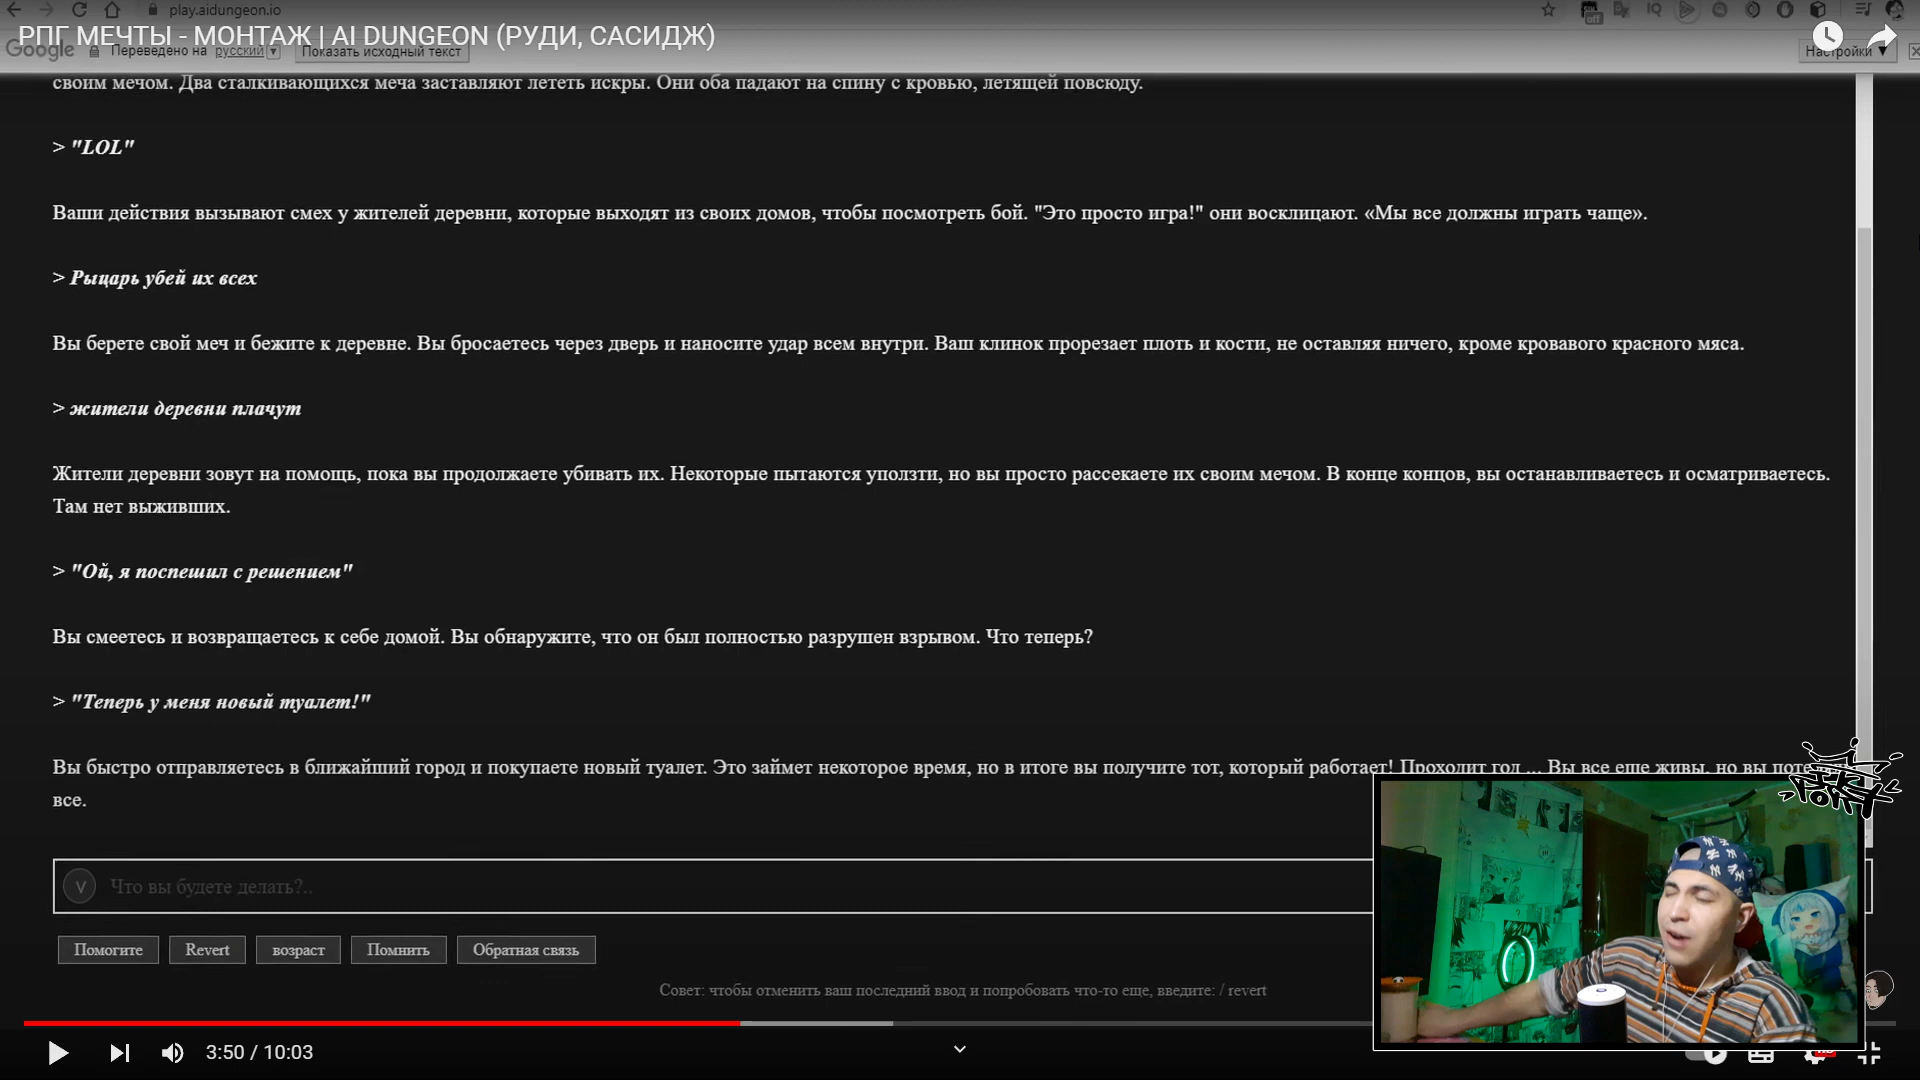 play.aidungeon.io
РПГ МЕЧТЫ - МОНТАЖ | AI DUNGEON (РУДИ, САСИДЖ)
Google Переведено на русский Показать исходный текст Настройки
своим мечом. Два сталкивающихся меча заставляют лететь искры. Они оба падают на спину с кровью, летящей повсюду.
> "LOL"
Ваши действия вызывают смех у жителей деревни, которые выходят из своих домов, чтобы посмотреть бой. "Это просто игра!" они восклицают. «Мы все должны играть чаще».
> Рыцарь убей их всех
Вы берете свой меч и бежите к деревне. Вы бросаетесь через дверь и наносите удар всем внутри. Ваш клинок прорезает плоть и кости, не оставляя ничего, кроме кровавого красного мяса.
> жители деревни плачут
Жители деревни зовут на помощь, пока вы продолжаете убивать их. Некоторые пытаются уползти, но вы просто рассекаете их своим мечом. В конце концов, вы останавливаетесь и осматриваетесь.
Там нет выживших.
> "Ой, я поспешил с решением"
Вы смеетесь и возвращаетесь к себе домой. Вы обнаружите, что он был полностью разрушен взрывом. Что теперь?
> "Теперь у меня новый туалет!"
Вы быстро отправляетесь в ближайший город и покупаете новый туалет. Это займет некоторое время, но в итоге вы получите тот, который работает! Проходит год ... Вы все еще живы, но вы
все.
v Что вы будете делать?..
Помогите Revert возраст Помнить Обратная связь
Совет: чтобы отменить ваш последний ввод и попробовать что-то еще, введите: / revert
3:50 / 10:03